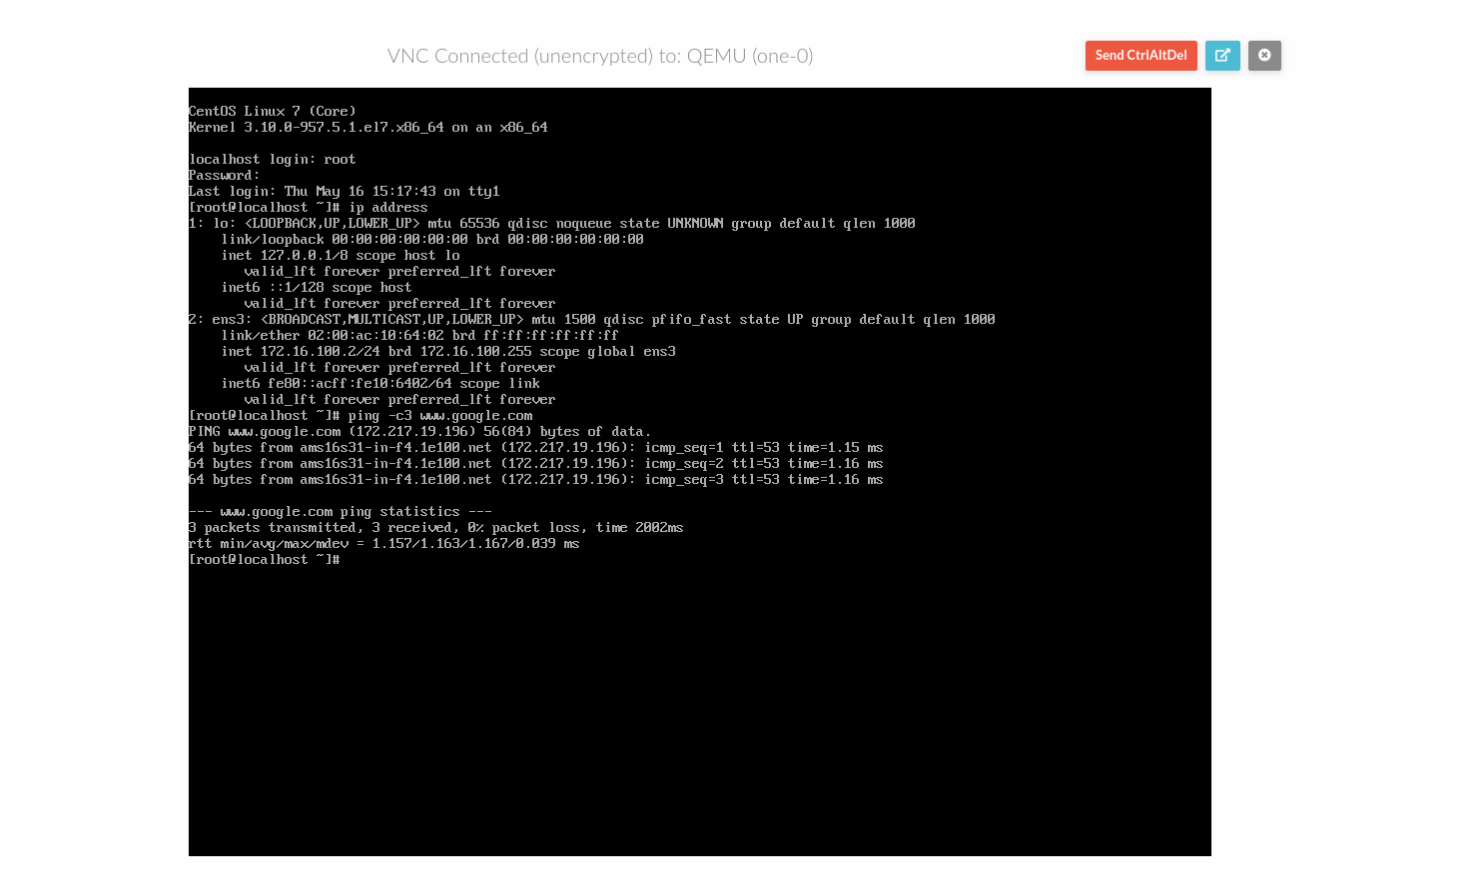 VNC Connected (unencrypted) to: QEMU (one-0)
Send CtrlAltDel
CentOS Linux 7 (Core)
Kernel 3.10.0-957.5.1.el7.x86_64 on an x86_64
localhost login: root
Password:
Last login: Thu May 16 15:17:43 on tty1
[root@localhost ~]# ip address
1: lo: <LOOPBACK,UP,LOWER_UP> mtu 65536 qdisc noqueue state UNKNOWN group default qlen 1000
    link/loopback 00:00:00:00:00:00 brd 00:00:00:00:00:00
    inet 127.0.0.1/8 scope host lo
       valid_lft forever preferred_lft forever
    inet6 ::1/128 scope host
       valid_lft forever preferred_lft forever
2: ens3: <BROADCAST,MULTICAST,UP,LOWER_UP> mtu 1500 qdisc pfifo_fast state UP group default qlen 1000
    link/ether 02:00:ac:10:64:02 brd ff:ff:ff:ff:ff:ff
    inet 172.16.100.2/24 brd 172.16.100.255 scope global ens3
       valid_lft forever preferred_lft forever
    inet6 fe80::acff:fe10:6402/64 scope link
       valid_lft forever preferred_lft forever
[root@localhost ~]# ping -c3 www.google.com
PING www.google.com (172.217.19.196) 56(84) bytes of data.
64 bytes from ams16s31-in-f4.1e100.net (172.217.19.196): icmp_seq=1 ttl=53 time=1.15 ms
64 bytes from ams16s31-in-f4.1e100.net (172.217.19.196): icmp_seq=2 ttl=53 time=1.16 ms
64 bytes from ams16s31-in-f4.1e100.net (172.217.19.196): icmp_seq=3 ttl=53 time=1.16 ms
--- www.google.com ping statistics ---
3 packets transmitted, 3 received, 0% packet loss, time 2002ms
rtt min/avg/max/mdev = 1.157/1.163/1.167/0.039 ms
[root@localhost ~]#